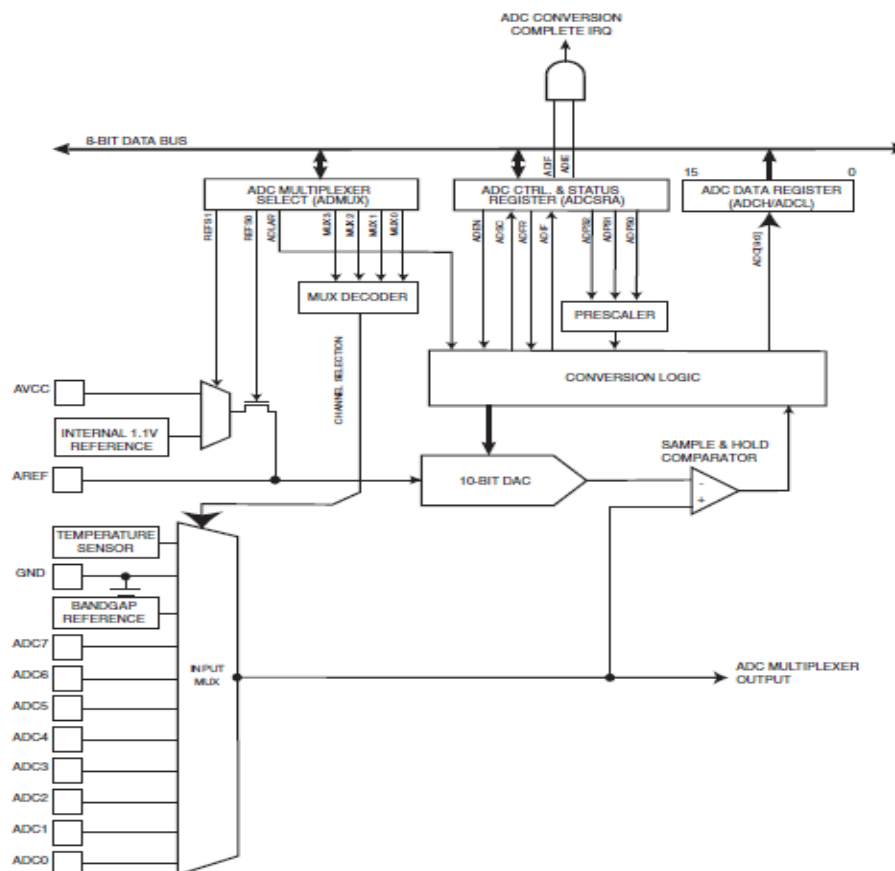 ADC CONVERSION
COMPLETE IRQ
8-BIT DATA BUS
ADIF
ADIE
15
0
ADC MULTIPLEXER
SELECT (ADMUX)
ADC CTRL. & STATUS
REGISTER (ADCSRA)
ADC DATA REGISTER
(ADCH/ADCL)
REFS1
REFS0
ADLAR
MUX3
MUX2
MUX1
MUX0
ADEN
ADSC
ADFR
ADIF
ADPS2
ADPS1
ADPS0
ADC[9:0]
MUX DECODER
PRESCALER
CHANNEL SELECTION
CONVERSION LOGIC
AVCC
INTERNAL 1.1V
REFERENCE
SAMPLE & HOLD
COMPARATOR
AREF
10-BIT DAC
-
+
TEMPERATURE
SENSOR
GND
BANDGAP
REFERENCE
ADC7
ADC6
INPUT
MUX
ADC MULTIPLEXER
OUTPUT
ADC5
ADC4
ADC3
ADC2
ADC1
ADC0